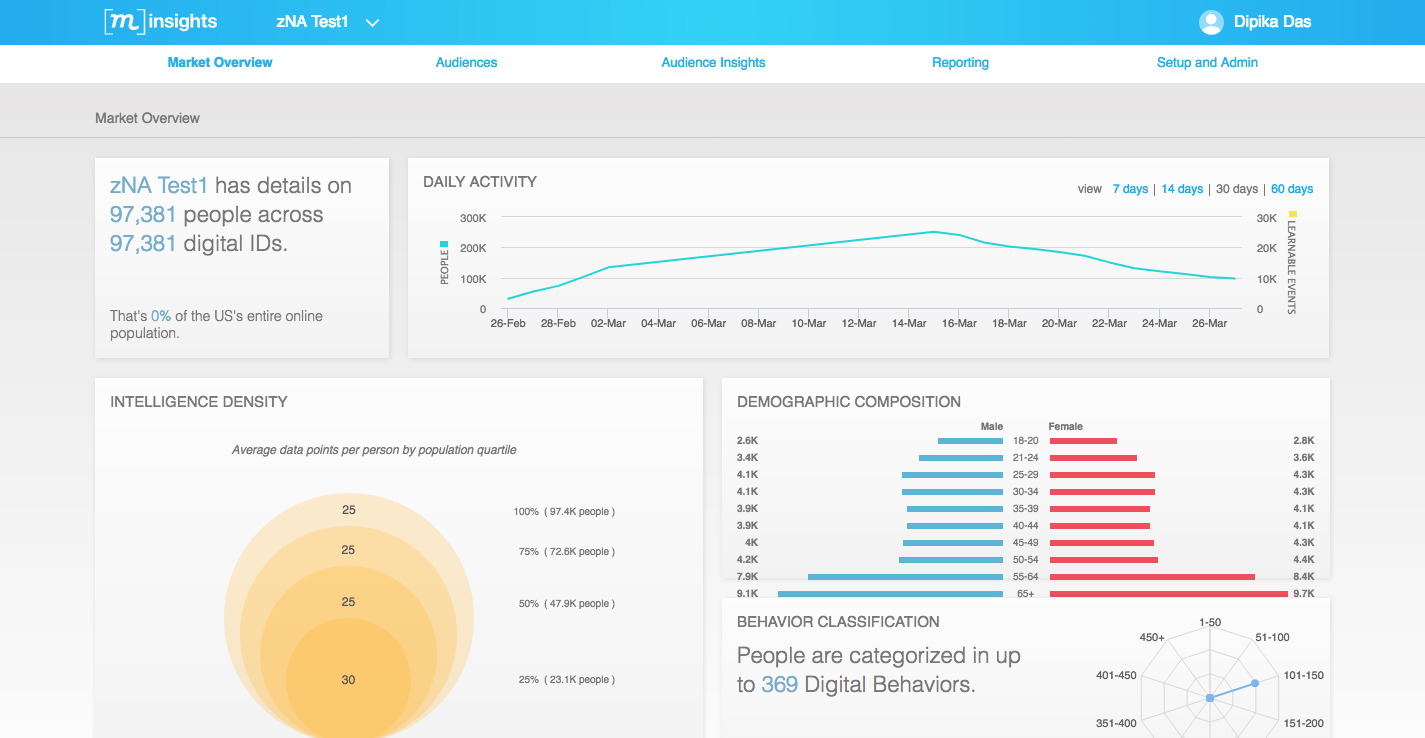 [m]insights
zNA Test1
Dipika Das
Market Overview
Audiences
Audience Insights
Reporting
Setup and Admin
Market Overview
zNA Test1 has details on
97,381 people across
97,381 digital IDs.
That's 0% of the US's entire online
population.
DAILY ACTIVITY
view 7 days | 14 days | 30 days | 60 days
PEOPLE
300K
200K
100K
0
30K
20K
10K
0
LEARNABLE EVENTS
26-Feb 28-Feb 02-Mar 04-Mar 06-Mar 08-Mar 10-Mar 12-Mar 14-Mar 16-Mar 18-Mar 20-Mar 22-Mar 24-Mar 26-Mar
INTELLIGENCE DENSITY
Average data points per person by population quartile
25 100% ( 97.4K people )
25 75% ( 72.6K people )
25 50% ( 47.9K people )
30 25% ( 23.1K people )
DEMOGRAPHIC COMPOSITION
Male Female
2.6K 18-20 2.8K
3.4K 21-24 3.6K
4.1K 25-29 4.3K
4.1K 30-34 4.3K
3.9K 35-39 4.1K
3.9K 40-44 4.1K
4K 45-49 4.3K
4.2K 50-54 4.4K
7.9K 55-64 8.4K
9.1K 65+ 9.7K
BEHAVIOR CLASSIFICATION
People are categorized in up
to 369 Digital Behaviors.
1-50
450+ 51-100
401-450 101-150
351-400 151-200